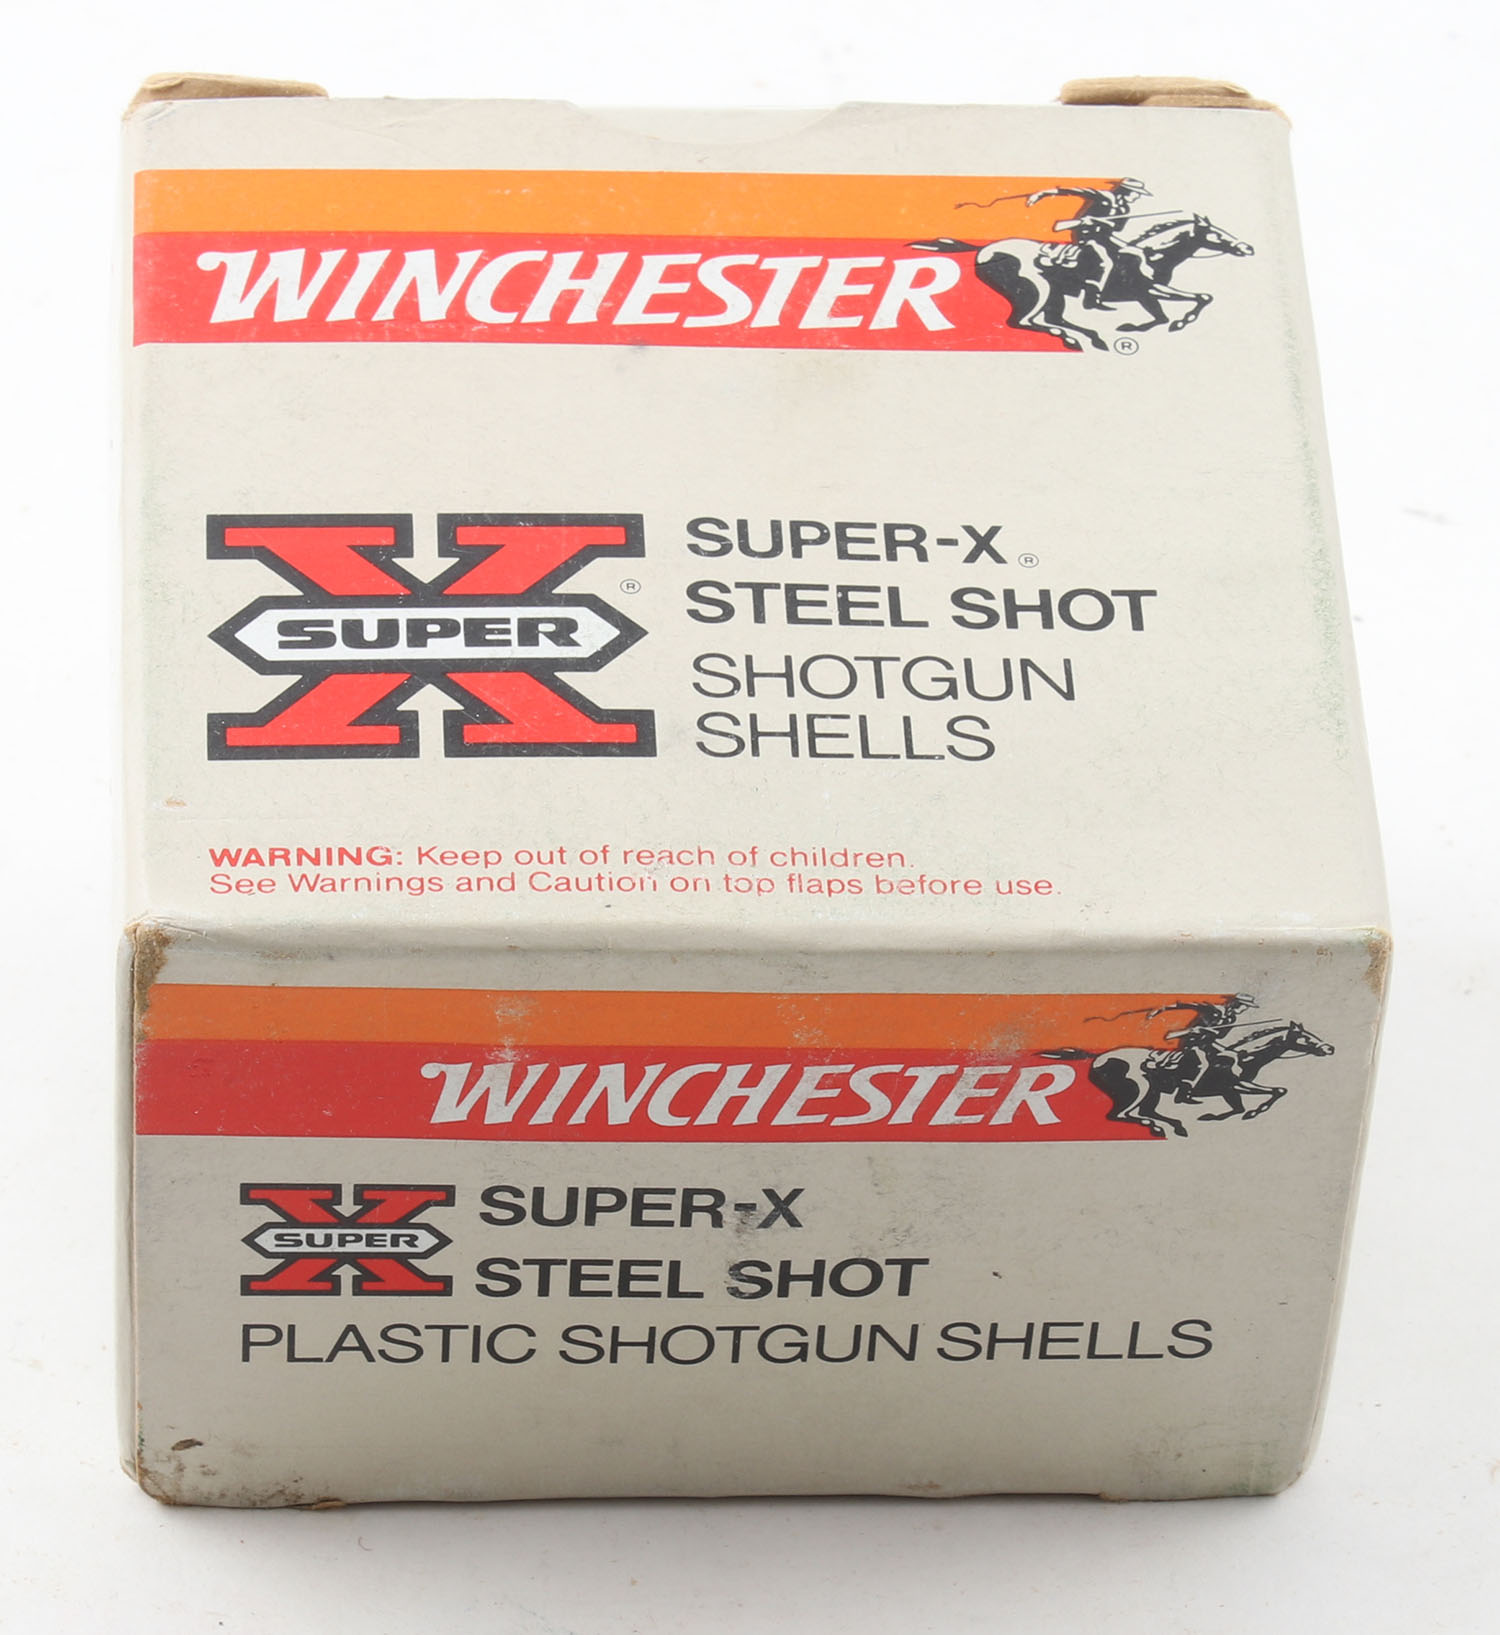 WINCHESTER
®
SUPER
®
SUPER-X®
STEEL SHOT
SHOTGUN
SHELLS
WARNING: Keep out of reach of children.
See Warnings and Caution on top flaps before use.
WINCHESTER
SUPER
SUPER-X
STEEL SHOT
PLASTIC SHOTGUN SHELLS